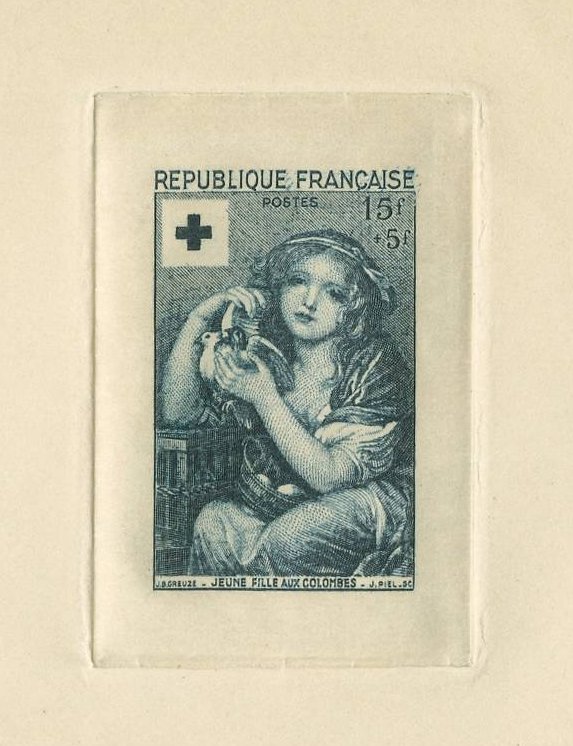 REPUBLIQUE FRANÇAISE
POSTES
15f
+5f
J.B.GREUZE - JEUNE FILLE AUX COLOMBES - J.PIEL.SC